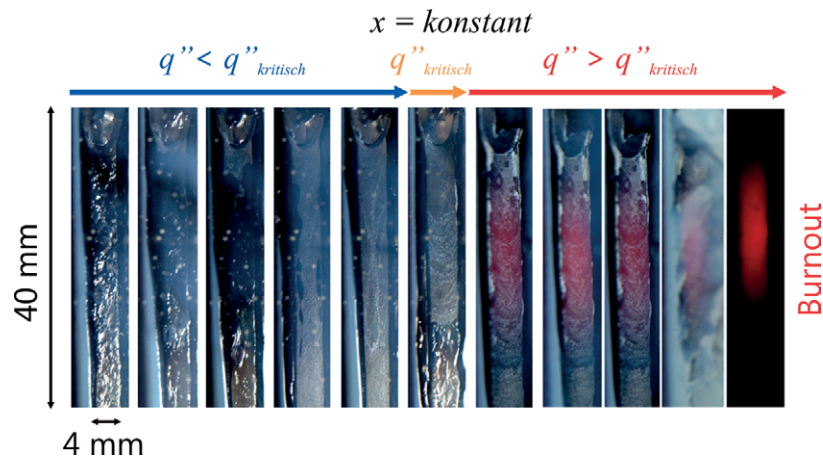 x = konstant
q’’ < q’’kritisch
q’’kritisch
q’’ > q’’kritisch
40 mm
Burnout
4 mm